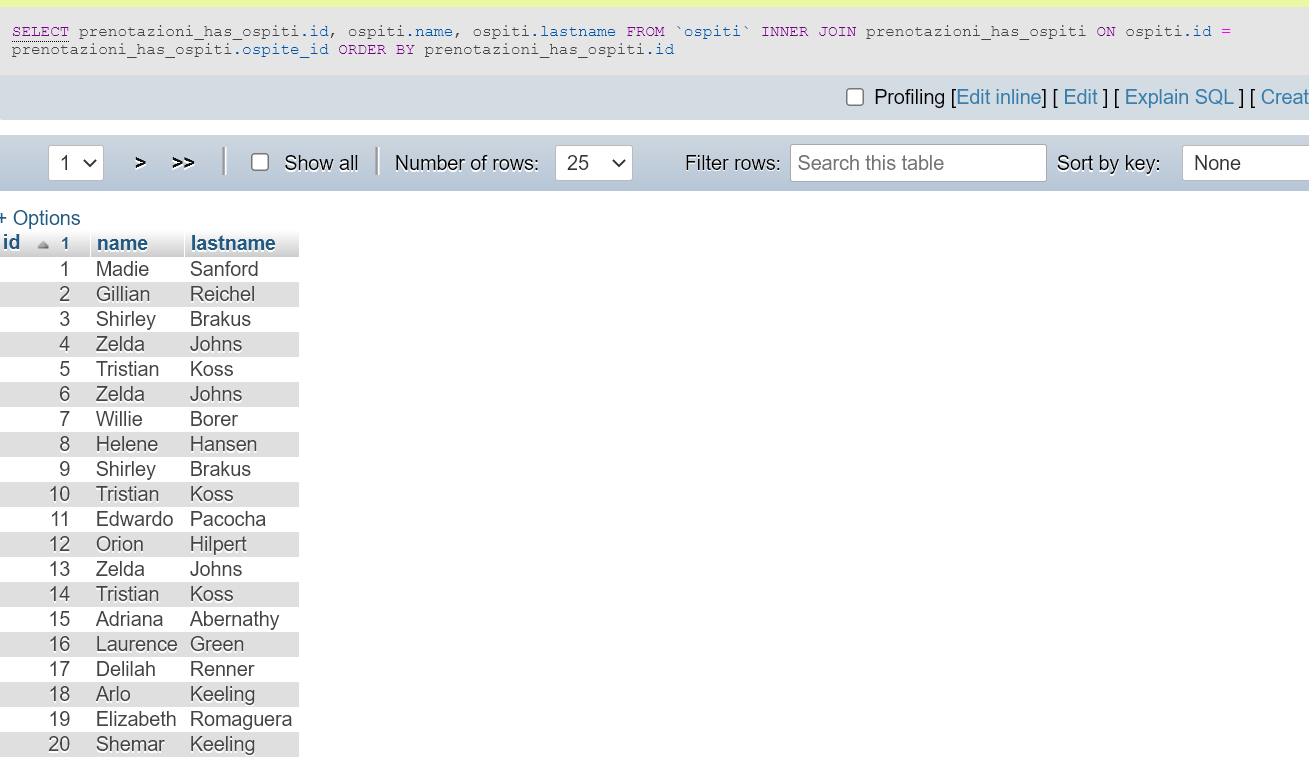 SELECT prenotazioni_has_ospiti.id, ospiti.name, ospiti.lastname FROM `ospiti` INNER JOIN prenotazioni_has_ospiti ON ospiti.id =
prenotazioni_has_ospiti.ospite_id ORDER BY prenotazioni_has_ospiti.id
Profiling [Edit inline] [ Edit ] [ Explain SQL ] [ Creat
1 > >> Show all Number of rows: 25 Filter rows: Search this table Sort by key: None
+ Options
id 1 name lastname
1 Madie Sanford
2 Gillian Reichel
3 Shirley Brakus
4 Zelda Johns
5 Tristian Koss
6 Zelda Johns
7 Willie Borer
8 Helene Hansen
9 Shirley Brakus
10 Tristian Koss
11 Edwardo Pacocha
12 Orion Hilpert
13 Zelda Johns
14 Tristian Koss
15 Adriana Abernathy
16 Laurence Green
17 Delilah Renner
18 Arlo Keeling
19 Elizabeth Romaguera
20 Shemar Keeling